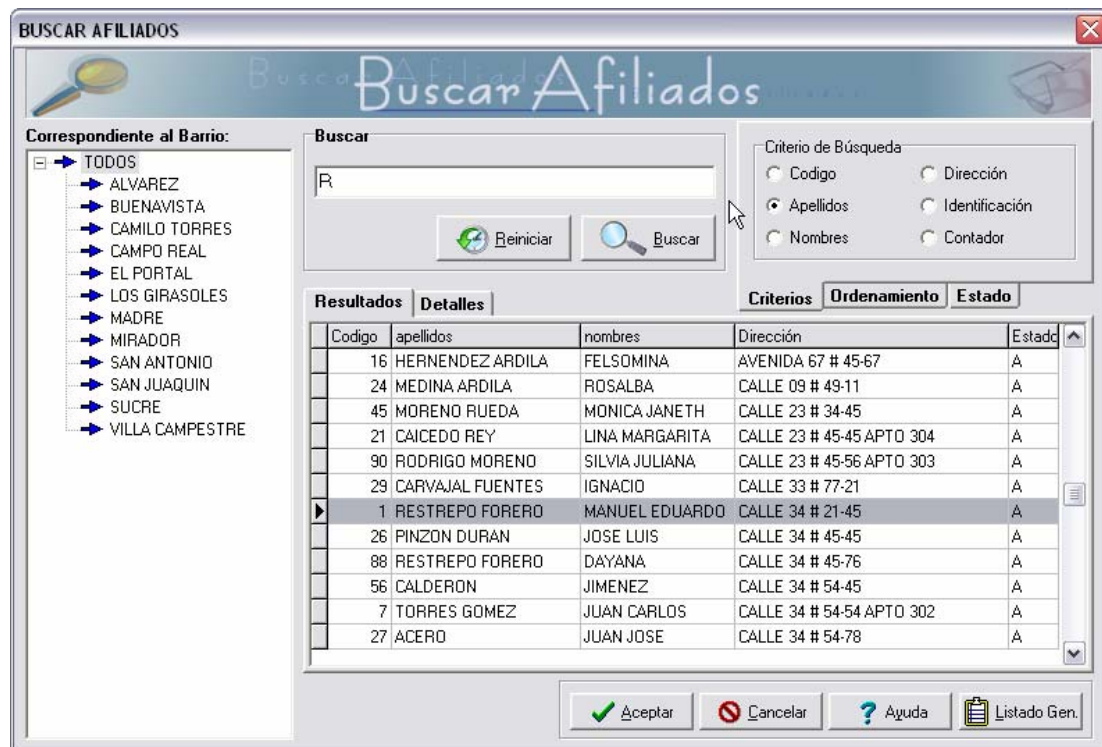 BUSCAR AFILIADOS
Buscar Afiliados
Correspondiente al Barrio:
TODOS
ALVAREZ
BUENAVISTA
CAMILO TORRES
CAMPO REAL
EL PORTAL
LOS GIRASOLES
MADRE
MIRADOR
SAN ANTONIO
SAN JUAQUIN
SUCRE
VILLA CAMPESTRE
Buscar
R
Reiniciar Buscar
Criterio de Búsqueda
Codigo Dirección
Apellidos Identificación
Nombres Contador
Criterios Ordenamiento Estado
Resultados Detalles
Codigo apellidos nombres Dirección Estado
16 HERNENDEZ ARDILA FELSOMINA AVENIDA 67 # 45-67 A
24 MEDINA ARDILA ROSALBA CALLE 09 # 49-11 A
45 MORENO RUEDA MONICA JANETH CALLE 23 # 34-45 A
21 CAICEDO REY LINA MARGARITA CALLE 23 # 45-45 APTO 304 A
90 RODRIGO MORENO SILVIA JULIANA CALLE 23 # 45-56 APTO 303 A
29 CARVAJAL FUENTES IGNACIO CALLE 33 # 77-21 A
1 RESTREPO FORERO MANUEL EDUARDO CALLE 34 # 21-45 A
26 PINZON DURAN JOSE LUIS CALLE 34 # 45-45 A
88 RESTREPO FORERO DAYANA CALLE 34 # 45-76 A
56 CALDERON JIMENEZ CALLE 34 # 54-45 A
7 TORRES GOMEZ JUAN CARLOS CALLE 34 # 54-54 APTO 302 A
27 ACERO JUAN JOSE CALLE 34 # 54-78 A
Aceptar Cancelar Ayuda Listado Gen.